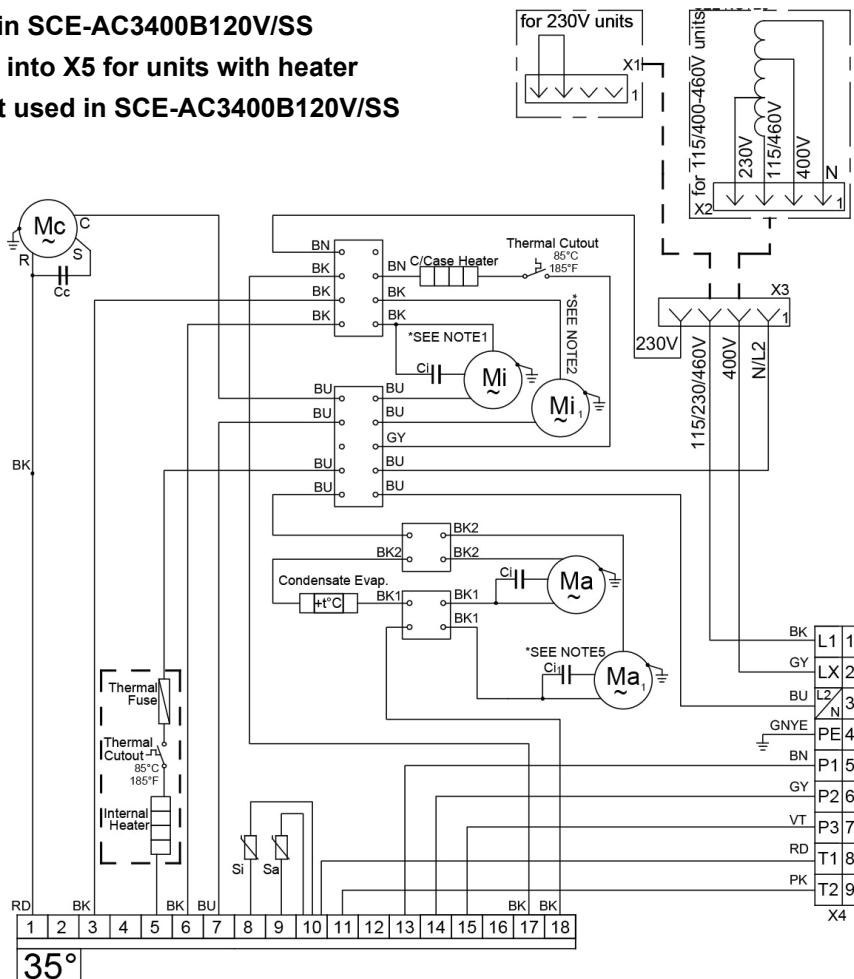 in SCE-AC3400B120V/SS
into X5 for units with heater
t used in SCE-AC3400B120V/SS
for 230V units
X1
1
for 115/400-460V units
230V
115/460V
400V
N
X2
1
Mc
~
C
S
R
Cc
BN
BK
BK
BK
BN
C/Case Heater
Thermal Cutout
85°C
185°F
BK
BK
*SEE NOTE1
*SEE NOTE2
Ci
Mi
~
Mi1
~
X3
1
230V
115/230/460V
400V
N/L2
BU
BU
BU
BU
BU
BU
GY
BU
BU
BK
BK2
BK2
BK2
Condensate Evap.
+t°C
BK1
BK1
BK1
Ci
Ma
~
*SEE NOTE5
Ci1
Ma1
~
Thermal
Fuse
Thermal
Cutout
85°C
185°F
Internal
Heater
Si
Sa
BK L1 1
GY LX 2
BU L2/N 3
GNYE PE 4
BN P1 5
GY P2 6
VT P3 7
RD T1 8
PK T2 9
X4
RD BK BK BU BK BK
1 2 3 4 5 6 7 8 9 10 11 12 13 14 15 16 17 18
35°